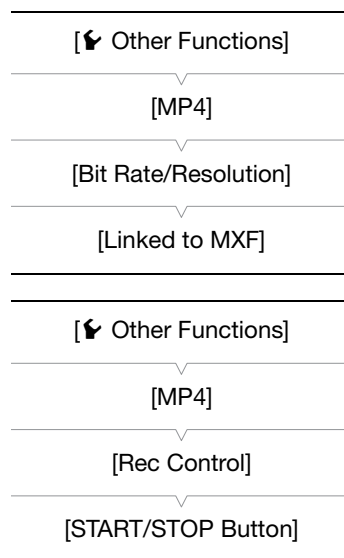 [ Other Functions]
[MP4]
[Bit Rate/Resolution]
[Linked to MXF]
[ Other Functions]
[MP4]
[Rec Control]
[START/STOP Button]